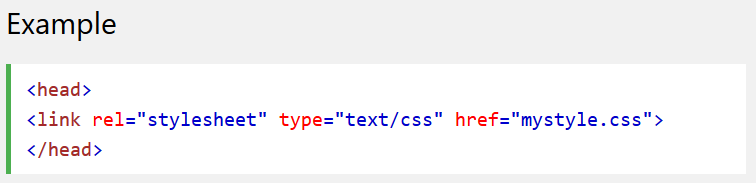 Example
<head>
<link rel="stylesheet" type="text/css" href="mystyle.css">
</head>